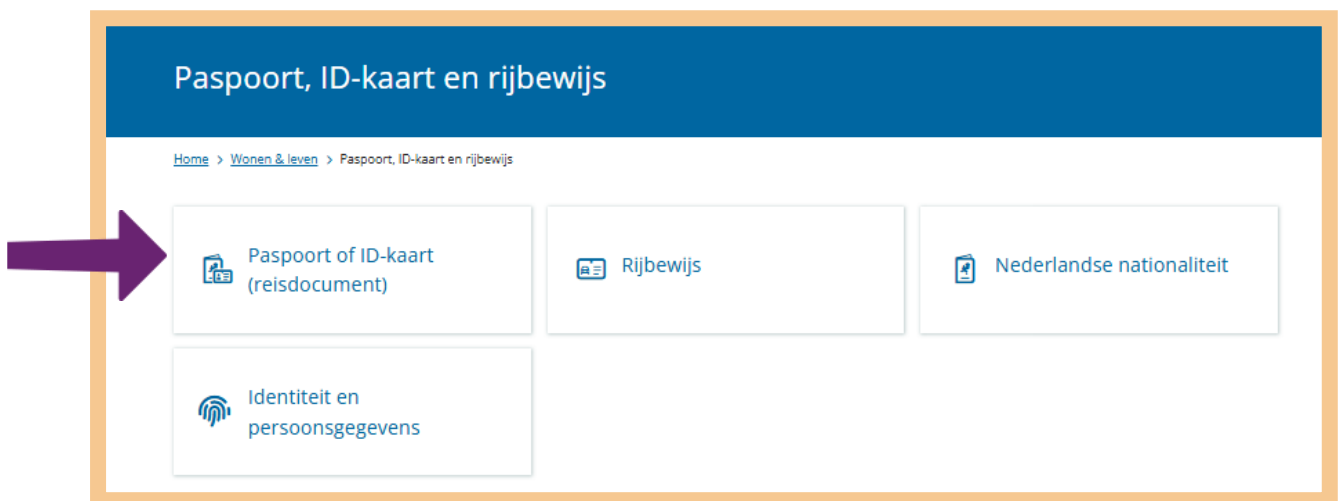 Paspoort, ID-kaart en rijbewijs
Home > Wonen & leven > Paspoort, ID-kaart en rijbewijs
Paspoort of ID-kaart
(reisdocument)
Rijbewijs
Nederlandse nationaliteit
Identiteit en
persoonsgegevens